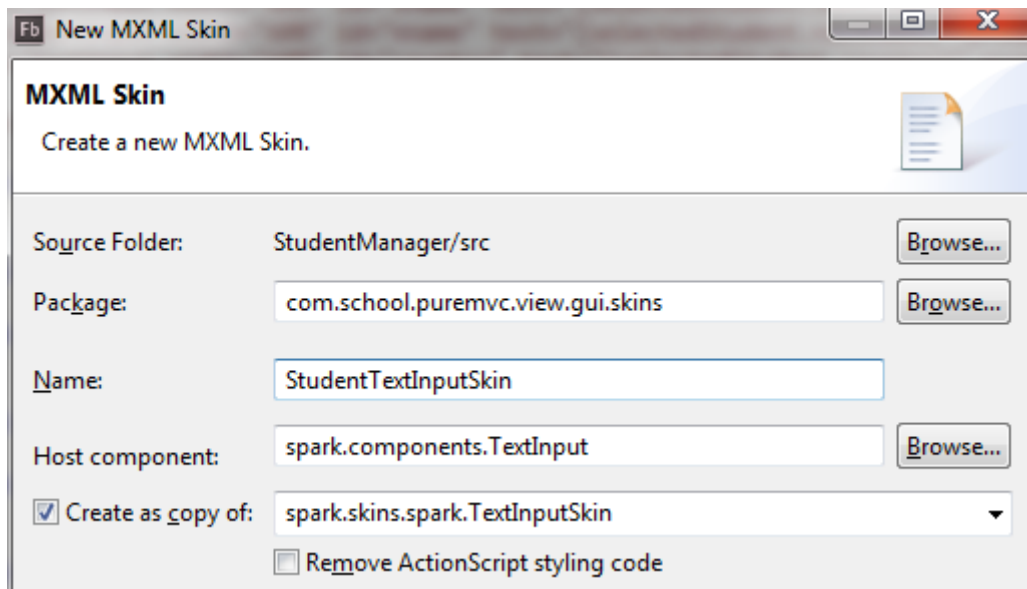 Fb New MXML Skin
MXML Skin
Create a new MXML Skin.
Source Folder: StudentManager/src Browse...
Package: com.school.puremvc.view.gui.skins Browse...
Name: StudentTextInputSkin
Host component: spark.components.TextInput Browse...
Create as copy of: spark.skins.spark.TextInputSkin
Remove ActionScript styling code